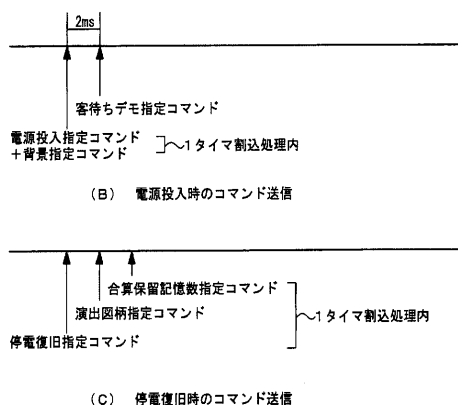 2ms
客待ちデモ指定コマンド
電源投入指定コマンド
+背景指定コマンド
1タイマ割込処理内
(B) 電源投入時のコマンド送信
合算保留記憶数指定コマンド
演出図柄指定コマンド
1タイマ割込処理内
停電復旧指定コマンド
(C) 停電復旧時のコマンド送信